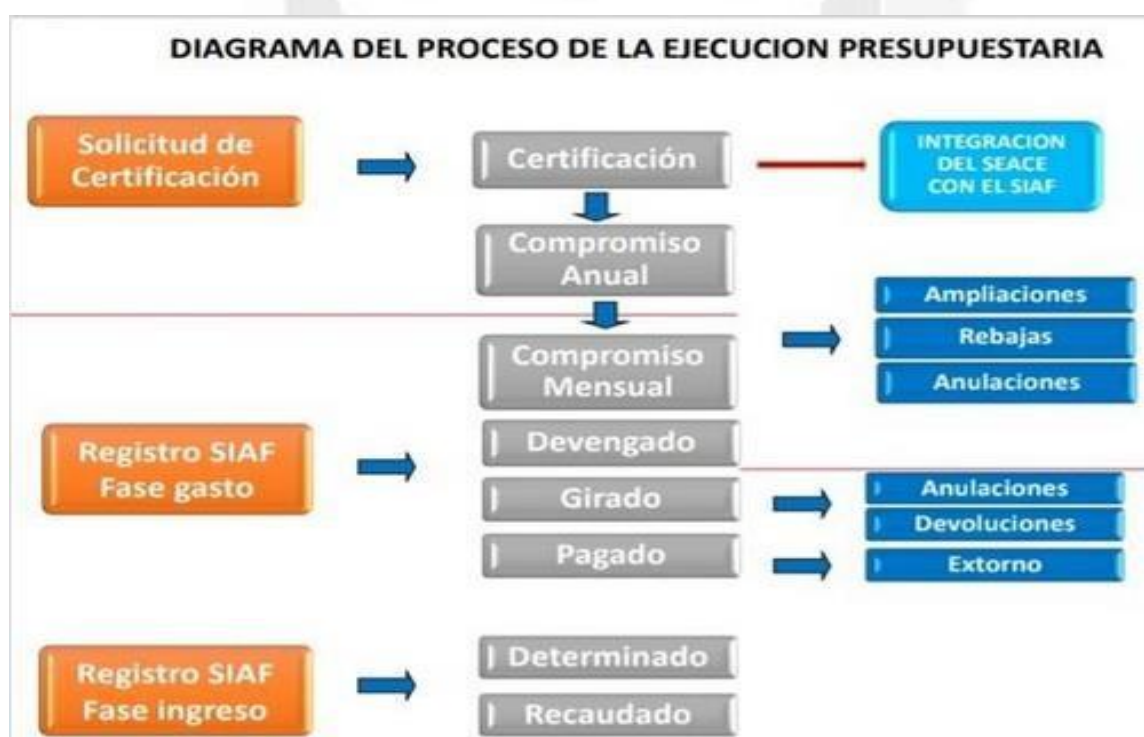 DIAGRAMA DEL PROCESO DE LA EJECUCION PRESUPUESTARIA
Solicitud de
Certificación
Certificación
INTEGRACION
DEL SEACE
CON EL SIAF
Compromiso
Anual
Ampliaciones
Rebajas
Anulaciones
Compromiso
Mensual
Registro SIAF
Fase gasto
Devengado
Girado
Pagado
Anulaciones
Devoluciones
Extorno
Registro SIAF
Fase ingreso
Determinado
Recaudado